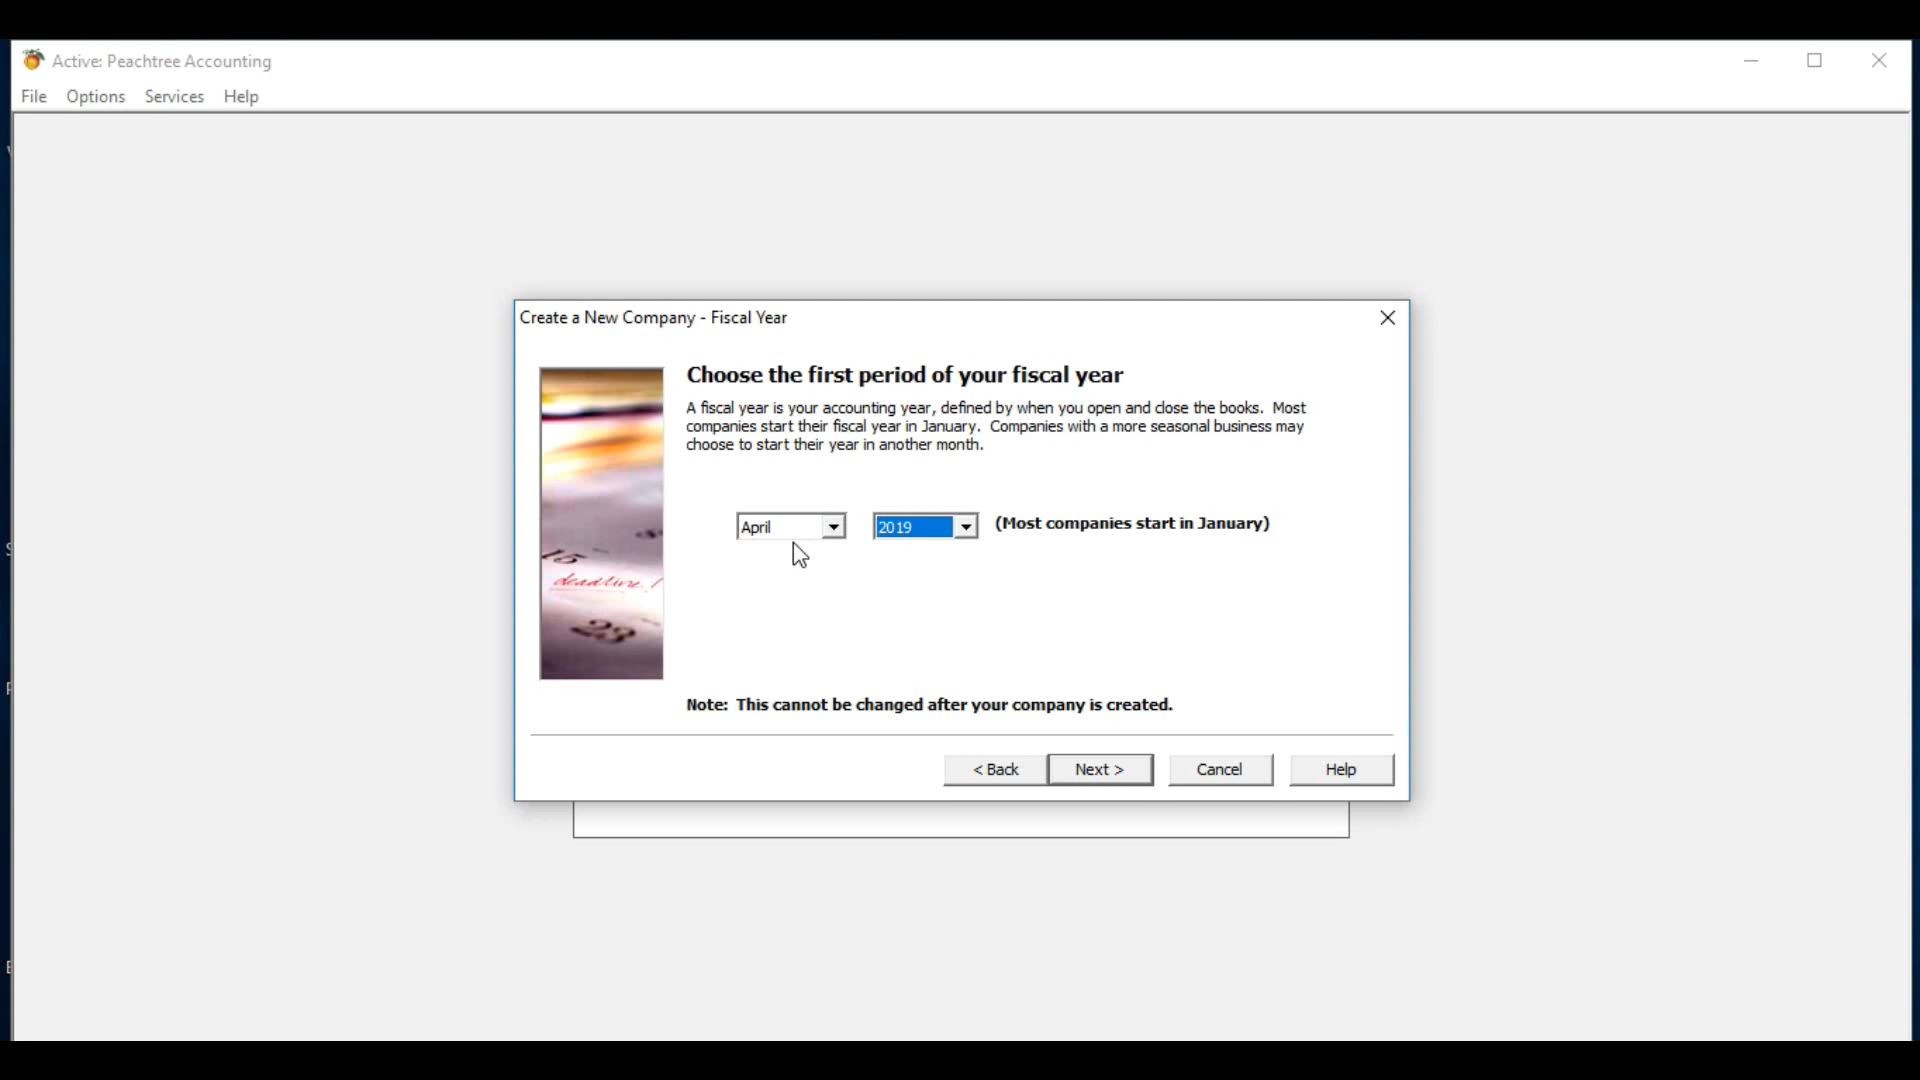 Active: Peachtree Accounting
File Options Services Help
Create a New Company - Fiscal Year
Choose the first period of your fiscal year
A fiscal year is your accounting year, defined by when you open and close the books. Most
companies start their fiscal year in January. Companies with a more seasonal business may
choose to start their year in another month.
April 2019 (Most companies start in January)
15
deadline!
23
Note: This cannot be changed after your company is created.
< Back Next > Cancel Help